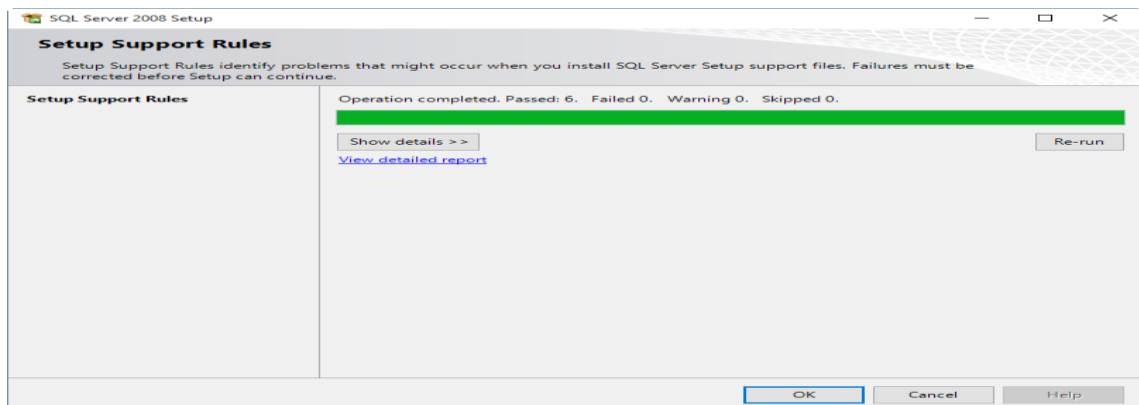 SQL Server 2008 Setup
Setup Support Rules
Setup Support Rules identify problems that might occur when you install SQL Server Setup support files. Failures must be
corrected before Setup can continue.
Setup Support Rules
Operation completed. Passed: 6. Failed 0. Warning 0. Skipped 0.
Show details >>
Re-run
View detailed report
OK
Cancel
Help